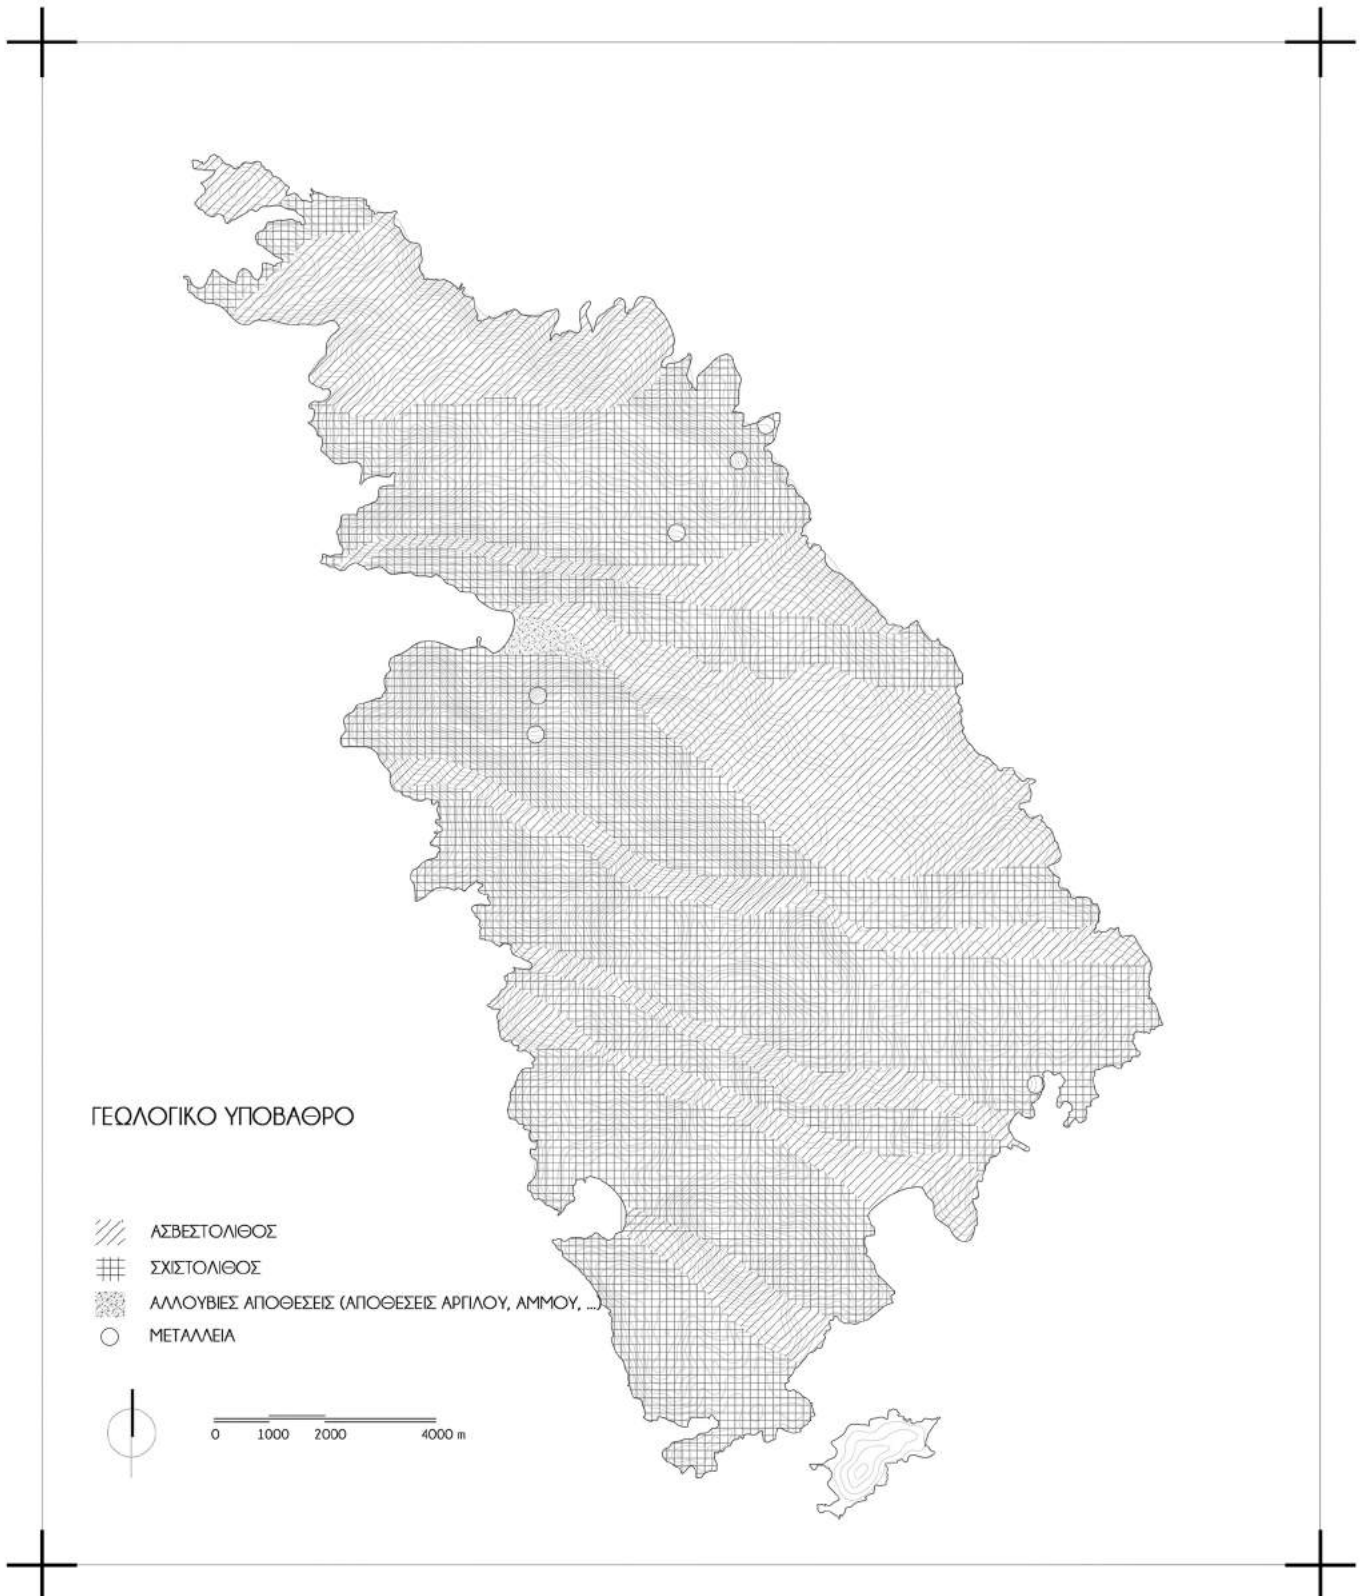 ΓΕΩΛΟΓΙΚΟ ΥΠΟΒΑΘΡΟ
ΑΣΒΕΣΤΟΛΙΘΟΣ
ΣΧΙΣΤΟΛΙΘΟΣ
ΑΛΛΟΥΒΙΕΣ ΑΠΟΘΕΣΕΙΣ (ΑΠΟΘΕΣΕΙΣ ΑΡΓΙΛΟΥ, ΑΜΜΟΥ, ...)
ΜΕΤΑΛΛΕΙΑ
0 1000 2000 4000 m